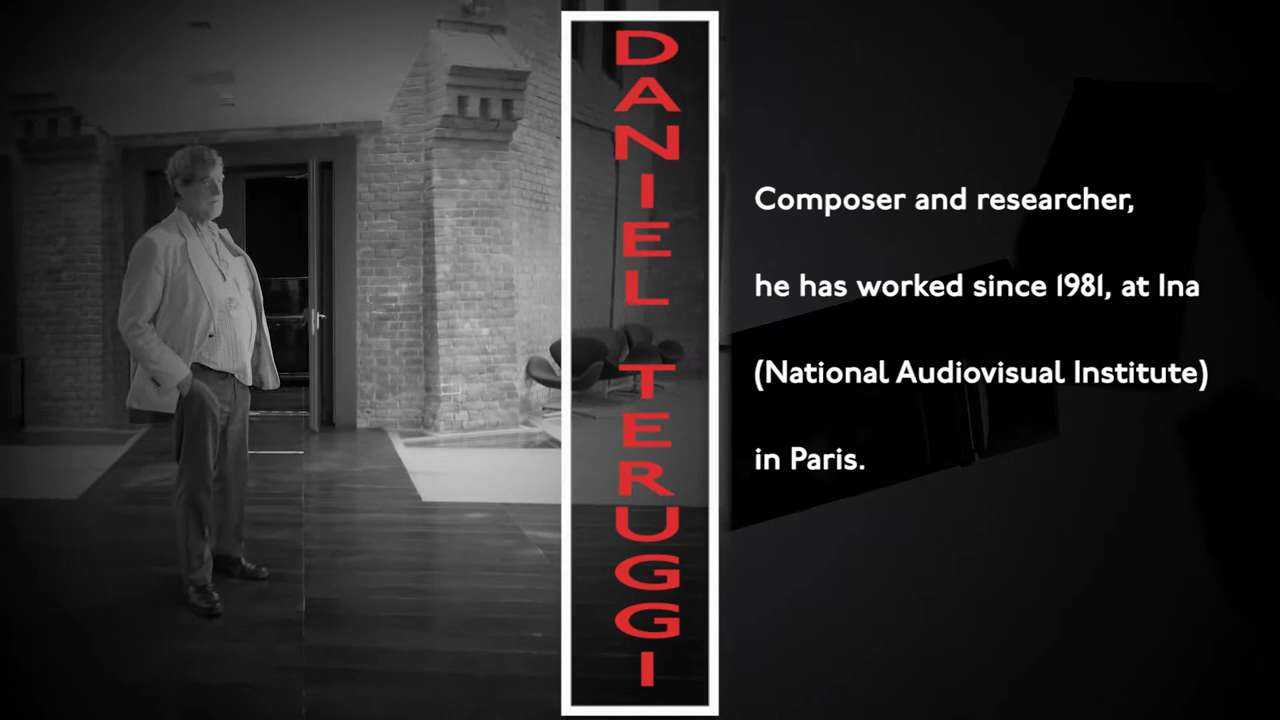 DANIEL TERUGGI
Composer and researcher,
he has worked since 1981, at Ina
(National Audiovisual Institute)
in Paris.